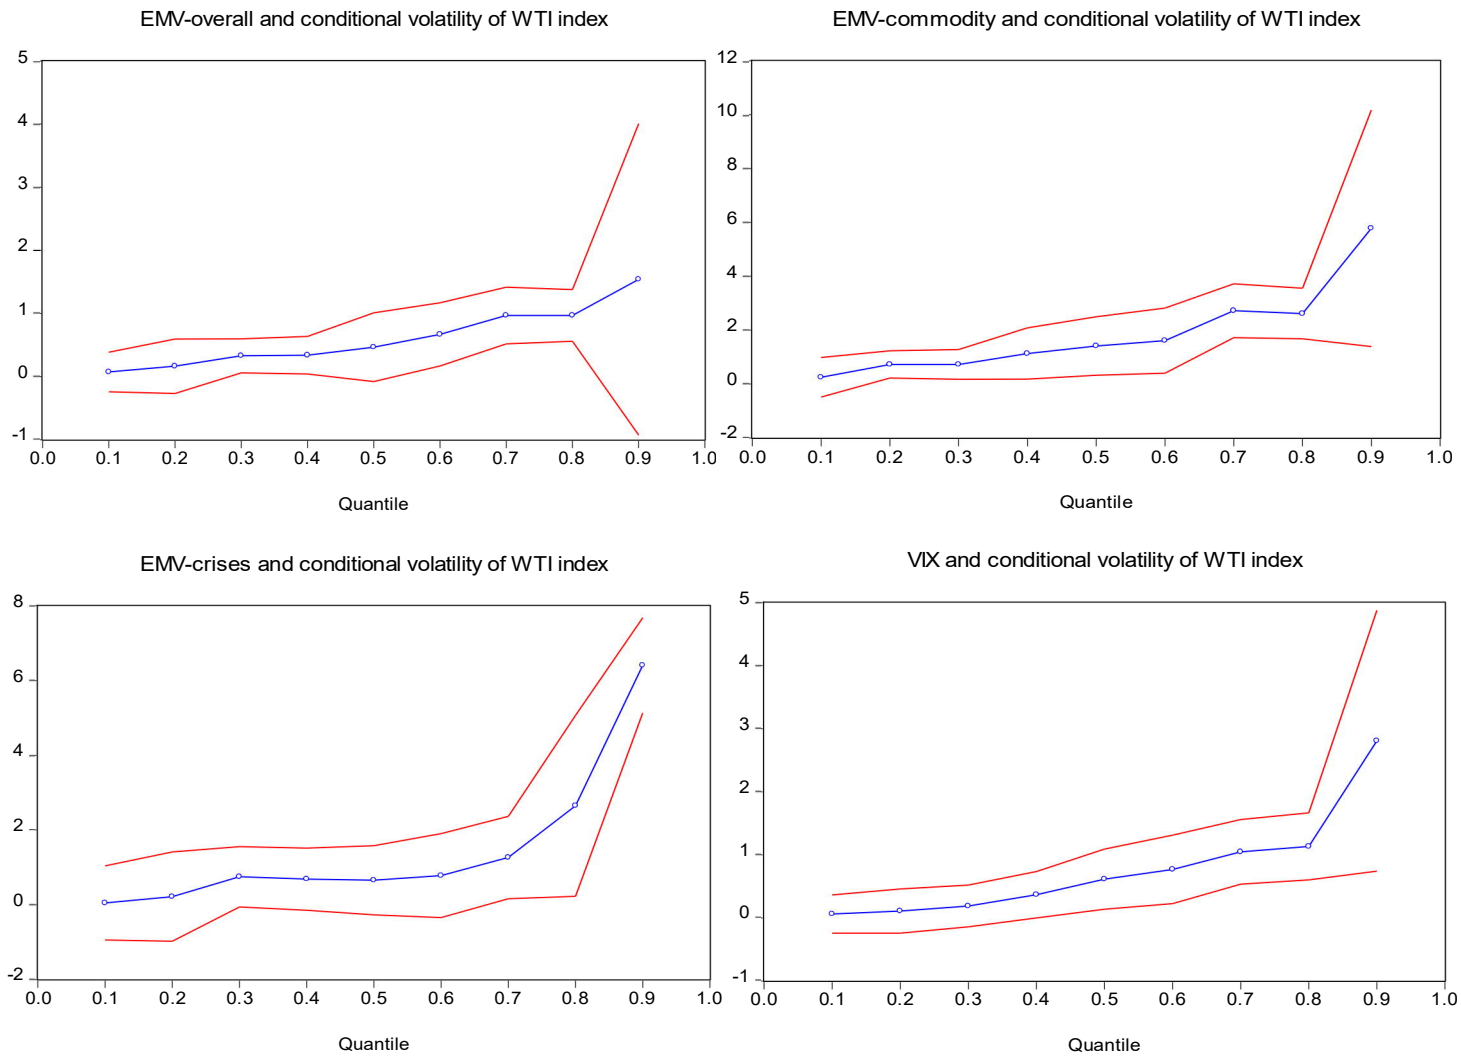 EMV-overall and conditional volatility of WTI index
5
4
3
2
1
0
-1
0.0 0.1 0.2 0.3 0.4 0.5 0.6 0.7 0.8 0.9 1.0
Quantile
EMV-commodity and conditional volatility of WTI index
12
10
8
6
4
2
0
-2
0.0 0.1 0.2 0.3 0.4 0.5 0.6 0.7 0.8 0.9 1.0
Quantile
EMV-crises and conditional volatility of WTI index
8
6
4
2
0
-2
0.0 0.1 0.2 0.3 0.4 0.5 0.6 0.7 0.8 0.9 1.0
Quantile
VIX and conditional volatility of WTI index
5
4
3
2
1
0
-1
0.0 0.1 0.2 0.3 0.4 0.5 0.6 0.7 0.8 0.9 1.0
Quantile